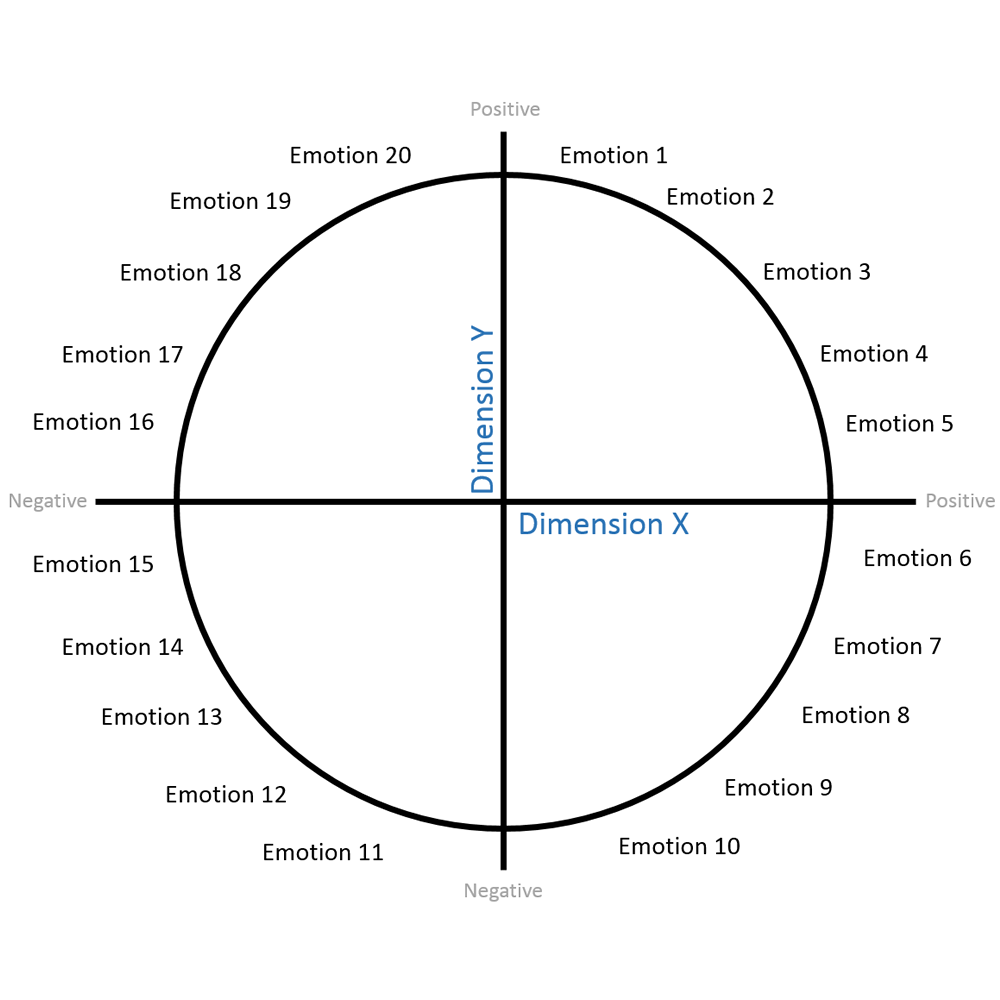 Positive
Emotion 20
Emotion 1
Emotion 19
Emotion 2
Emotion 18
Emotion 3
Emotion 17
Emotion 4
Emotion 16
Emotion 5
Dimension Y
Negative
Positive
Dimension X
Emotion 15
Emotion 6
Emotion 14
Emotion 7
Emotion 13
Emotion 8
Emotion 12
Emotion 9
Emotion 11
Emotion 10
Negative